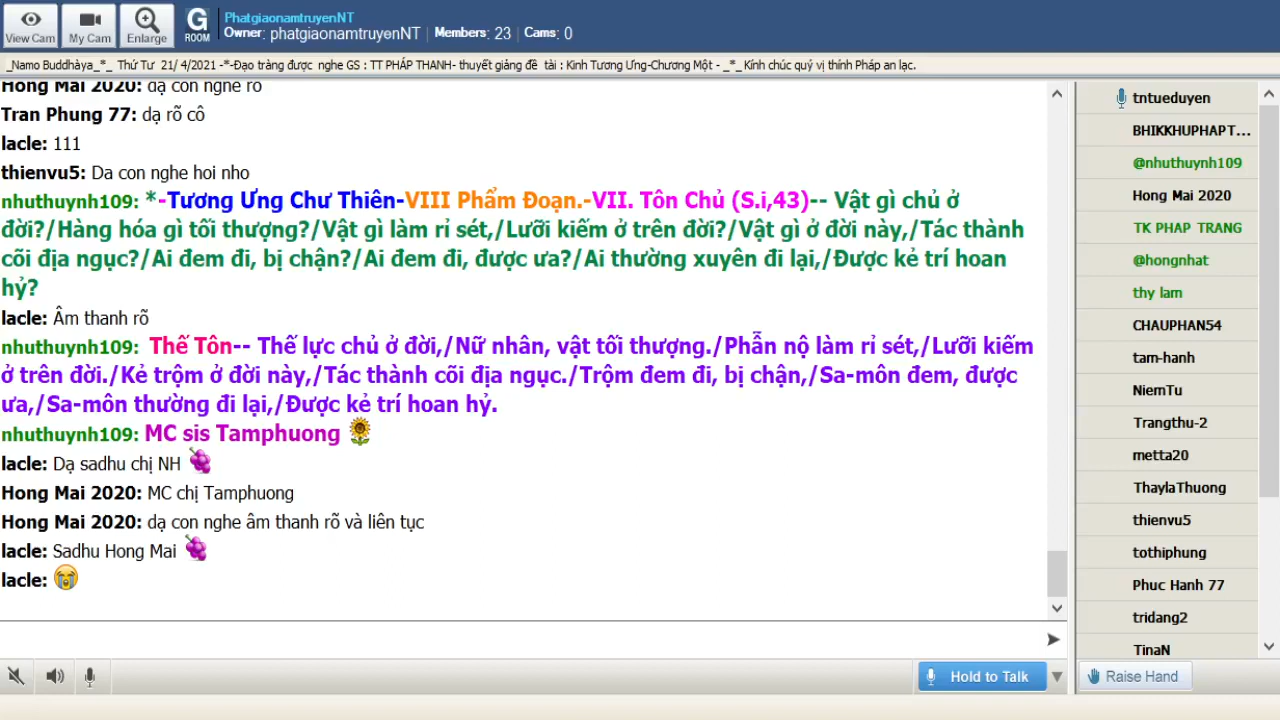 View Cam
My Cam
Enlarge
G
ROOM
PhatgiaonamtruyenNT
Owner: phatgiaonamtruyenNT | Members: 23 | Cams: 0
_Namo Buddhàya_*_ Thứ Tư 21/ 4/2021 -*-Đạo tràng được nghe GS : TT PHÁP THANH- thuyết giảng đề tài : Kinh Tương Ưng-Chương Một - _*_ Kính chúc quý vị thính Pháp an lạc.
Hong Mai 2020: dạ con nghe rõ
Tran Phung 77: dạ rõ cô
lacle: 111
thienvu5: Da con nghe hoi nho
nhuthuynh109: *-Tương Ưng Chư Thiên-VIII Phẩm Đoạn.-VII. Tôn Chủ (S.i,43)-- Vật gì chủ ở
đời?/Hàng hóa gì tối thượng?/Vật gì làm rỉ sét,/Lưỡi kiếm ở trên đời?/Vật gì ở đời này,/Tác thành
cõi địa ngục?/Ai đem đi, bị chận?/Ai đem đi, được ưa?/Ai thường xuyên đi lại,/Được kẻ trí hoan
hỷ?
lacle: Âm thanh rõ
nhuthuynh109: Thế Tôn-- Thế lực chủ ở đời,/Nữ nhân, vật tối thượng./Phẫn nộ làm rỉ sét,/Lưỡi kiếm
ở trên đời./Kẻ trộm ở đời này,/Tác thành cõi địa ngục./Trộm đem đi, bị chận,/Sa-môn đem, được
ưa,/Sa-môn thường đi lại,/Được kẻ trí hoan hỷ.
nhuthuynh109: MC sis Tamphuong
lacle: Dạ sadhu chị NH
Hong Mai 2020: MC chị Tamphuong
Hong Mai 2020: dạ con nghe âm thanh rõ và liên tục
lacle: Sadhu Hong Mai
lacle:
Hold to Talk
tntueduyen
BHIKKHUPHAPT...
@nhuthuynh109
Hong Mai 2020
TK PHAP TRANG
@hongnhat
thy lam
CHAUPHAN54
tam-hanh
NiemTu
Trangthu-2
metta20
ThaylaThuong
thienvu5
tothiphung
Phuc Hanh 77
tridang2
TinaN
Raise Hand